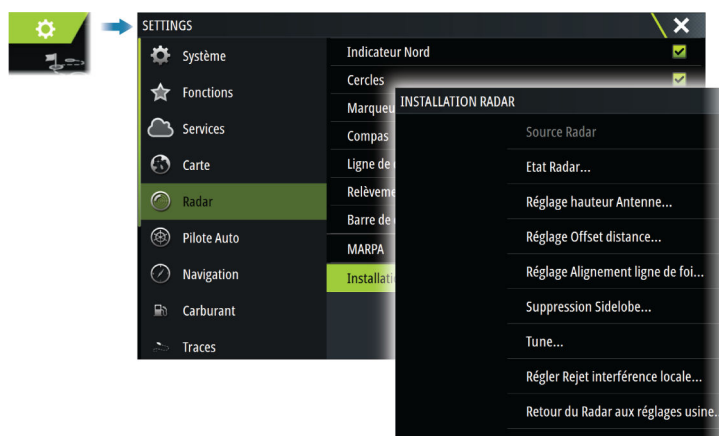 SETTINGS
Système
Fonctions
Services
Carte
Radar
Pilote Auto
Navigation
Carburant
Traces
Indicateur Nord
Cercles
Compas
Ligne de
Barre de
MARPA
INSTALLATION RADAR
Source Radar
Etat Radar...
Réglage hauteur Antenne...
Réglage Offset distance...
Réglage Alignement ligne de foi...
Suppression Sidelobe...
Tune...
Régler Rejet interférence locale...
Retour du Radar aux réglages usine.